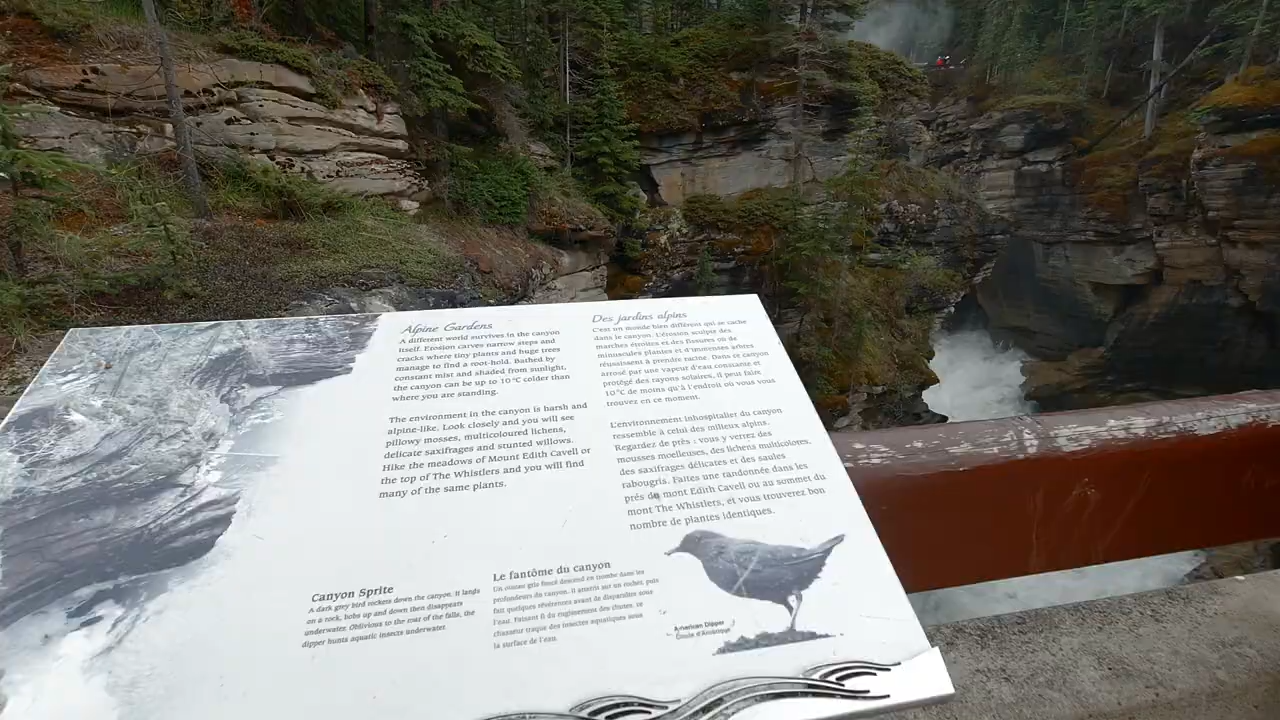 Alpine Gardens
A different world survives in the canyon
itself. Erosion carves narrow steps and
cracks where tiny plants and huge trees
manage to find a root-hold. Bathed by
constant mist and shaded from sunlight,
the canyon can be up to 10°C colder than
where you are standing.
The environment in the canyon is harsh and
alpine-like. Look closely and you will see
pillowy mosses, multicoloured lichens,
delicate saxifrages and stunted willows.
Hike the meadows of Mount Edith Cavell or
the top of The Whistlers and you will find
many of the same plants.
Des jardins alpins
C'est un monde bien différent qui se cache
dans le canyon. L'érosion sculpte des
marches étroites et des fissures où de
minuscules plantes et d'immenses arbres
réussissent à prendre racine. Dans ce canyon
arrosé par une vapeur d'eau constante et
protégé des rayons solaires, il peut faire
10°C de moins qu'à l'endroit où vous vous
trouvez en ce moment.
L'environnement inhospitalier du canyon
ressemble à celui des milieux alpins.
Regardez de près : vous y verrez des
mousses moelleuses, des lichens multicolores,
des saxifrages délicates et des saules
rabougris. Faites une randonnée dans les
prés du mont Edith Cavell ou au sommet du
mont The Whistlers, et vous trouverez bon
nombre de plantes identiques.
Canyon Sprite
A dark grey bird rockets down the canyon. It lands
on a rock, bobs up and down then disappears
underwater. Oblivious to the roar of the falls, the
dipper hunts aquatic insects underwater.
Le fantôme du canyon
Un oiseau gris foncé descend en trombe dans les
profondeurs du canyon. Il atterrit sur un rocher, puis
fait quelques révérences avant de disparaître sous
l'eau. Faisant fi du rugissement des chutes, ce
chasseur traque des insectes aquatiques sous
la surface de l'eau.
American Dipper
Cincle d'Amérique